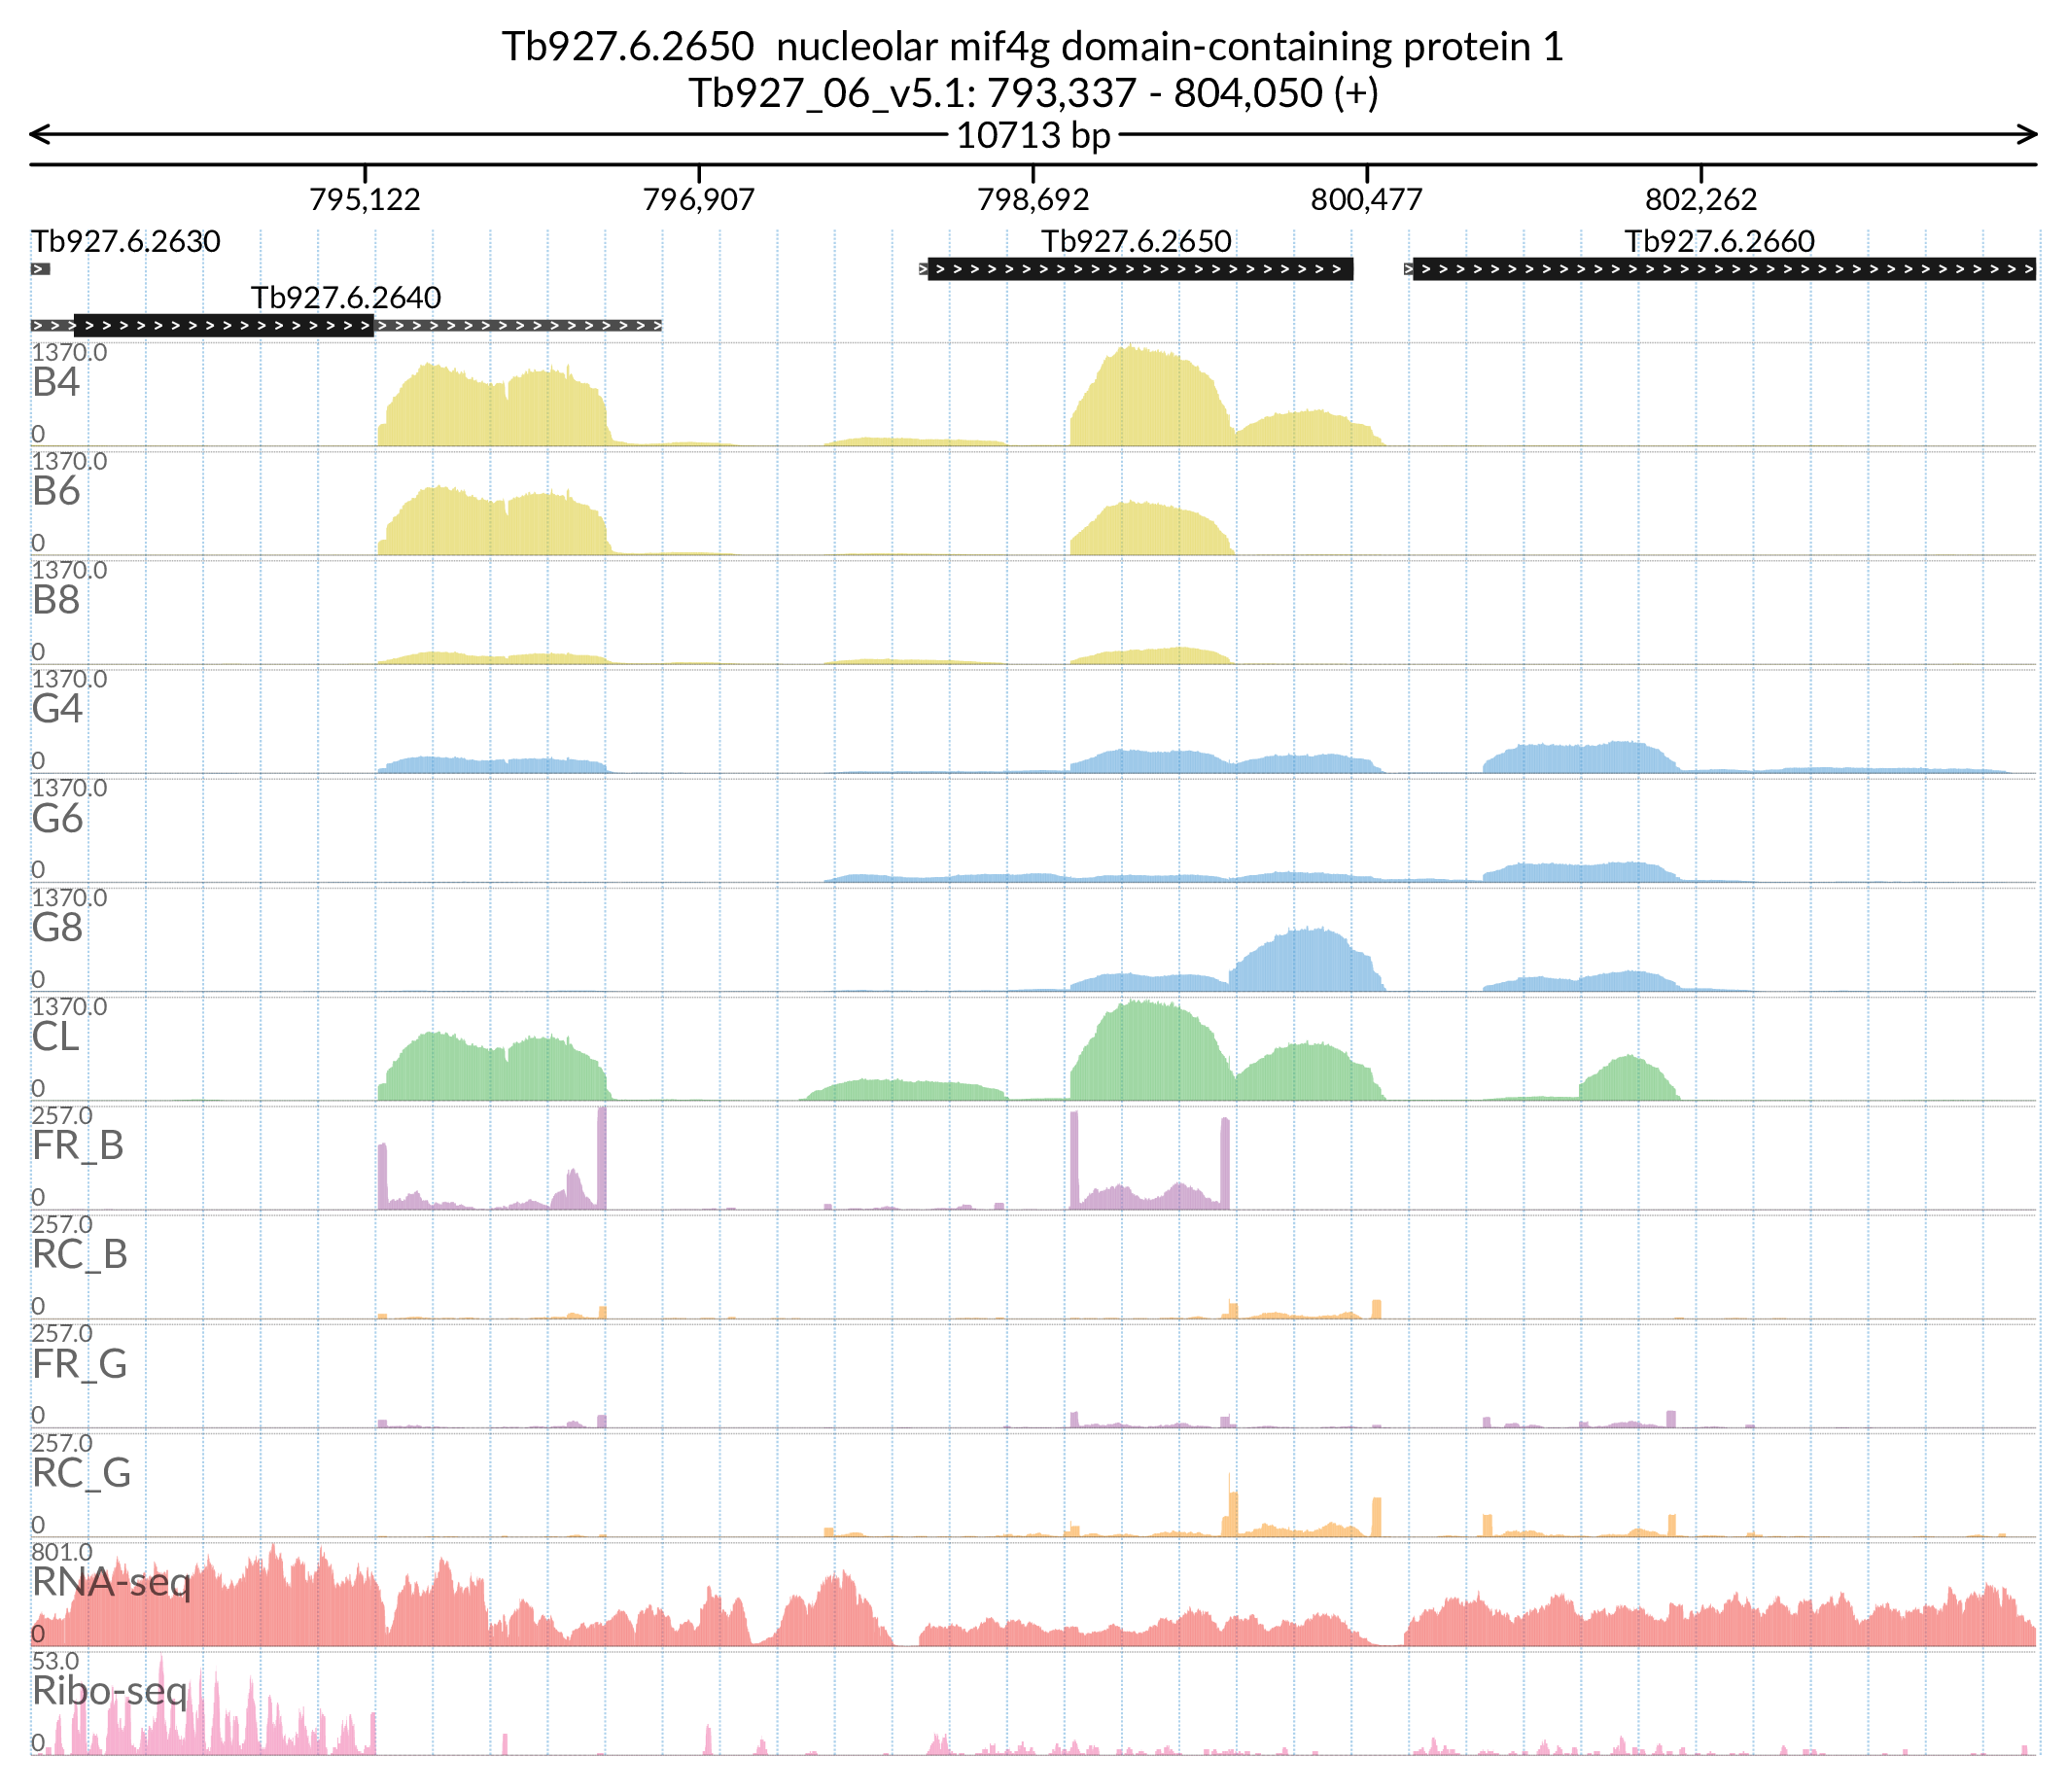 Tb927.6.2650 nucleolar mif4g domain-containing protein 1
Tb927_06_v5.1: 793,337 - 804,050 (+)
10713 bp
795,122 796,907 798,692 800,477 802,262
Tb927.6.2630 Tb927.6.2650 Tb927.6.2660
Tb927.6.2640
1370.0
B4
0
1370.0
B6
0
1370.0
B8
0
1370.0
G4
0
1370.0
G6
0
1370.0
G8
0
1370.0
CL
0
257.0
FR_B
0
257.0
RC_B
0
257.0
FR_G
0
257.0
RC_G
0
801.0
RNA-seq
0
53.0
Ribo-seq
0